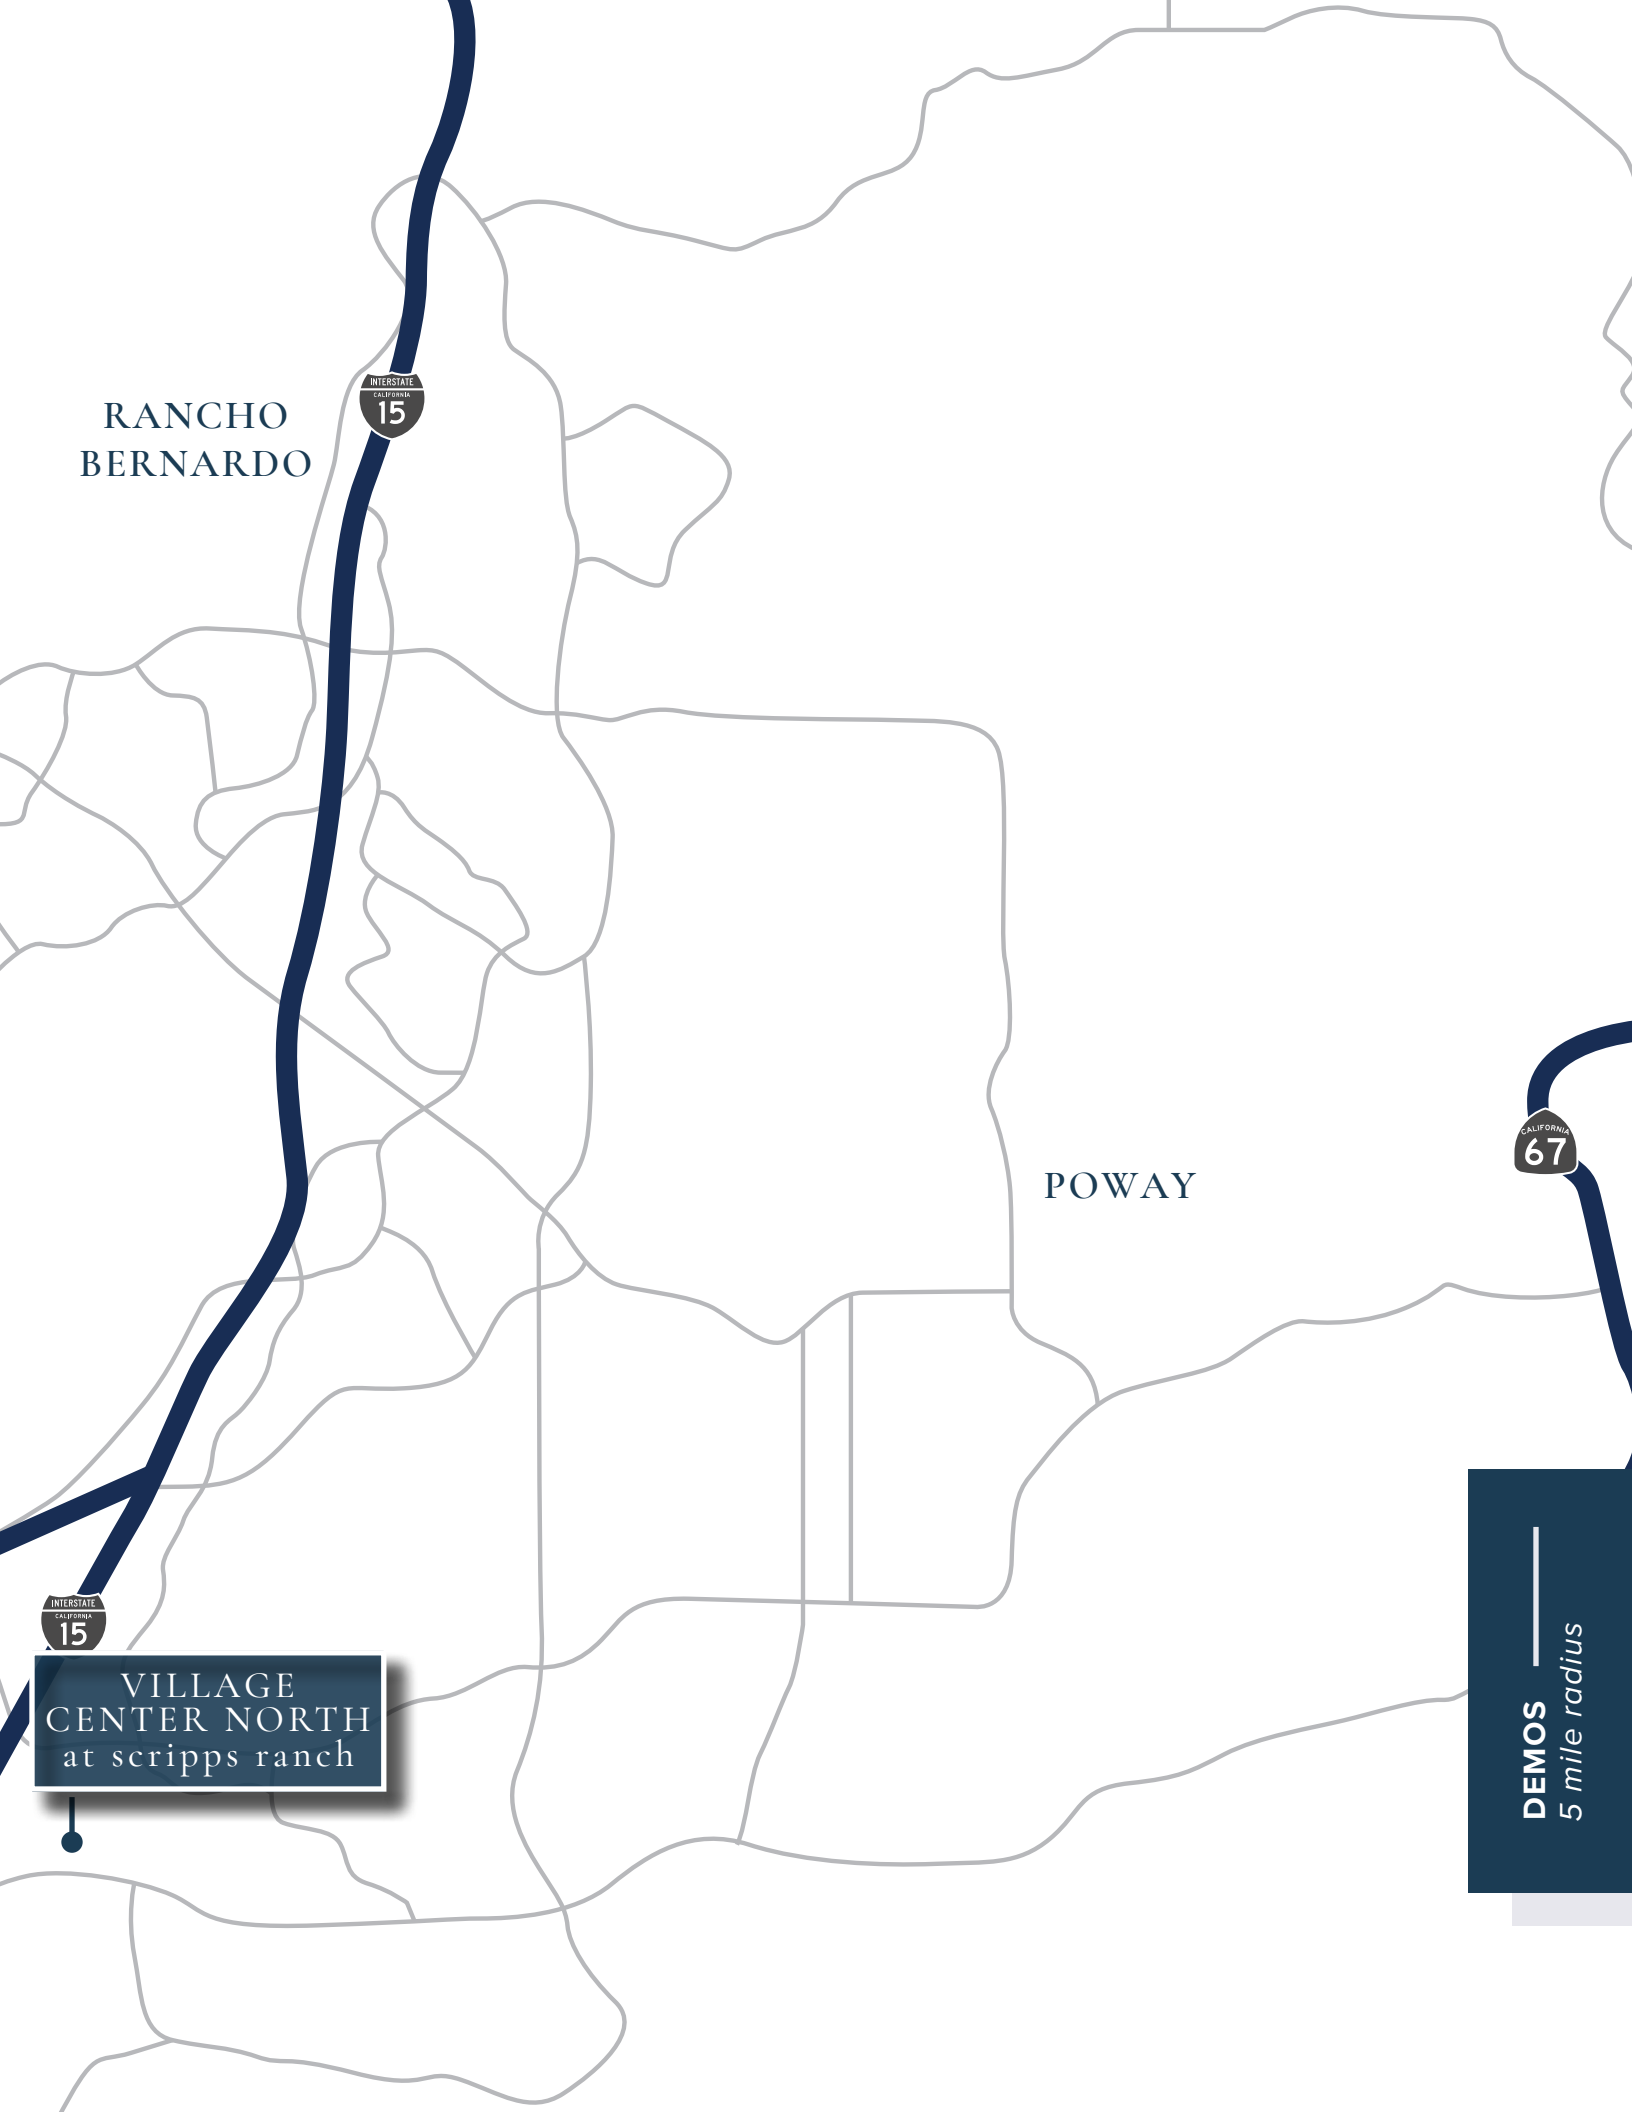 INTERSTATE
CALIFORNIA
15
RANCHO
BERNARDO
CALIFORNIA
67
POWAY
INTERSTATE
CALIFORNIA
15
VILLAGE
CENTER NORTH
at scripps ranch
DEMOS
5 mile radius